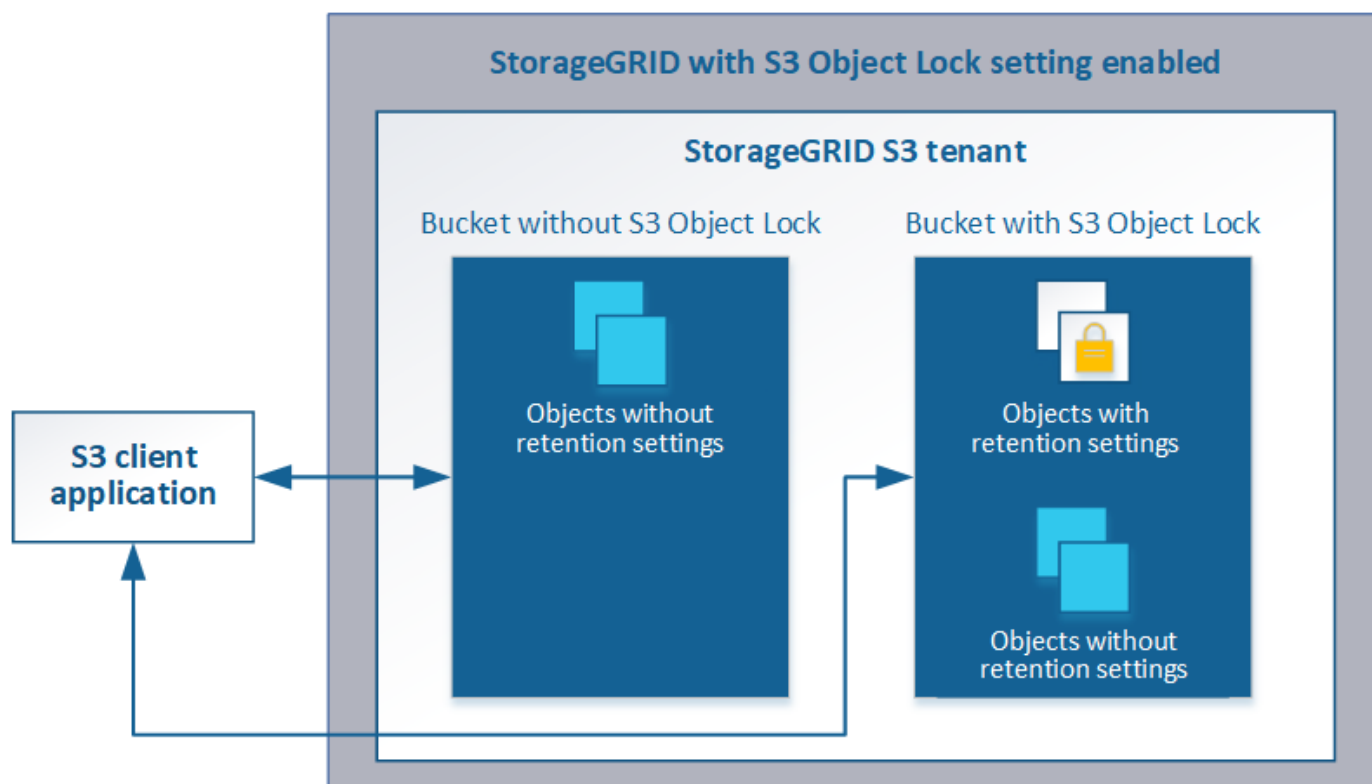 StorageGRID with S3 Object Lock setting enabled
StorageGRID S3 tenant
Bucket without S3 Object Lock
Bucket with S3 Object Lock
Objects without
retention settings
Objects with
retention settings
S3 client
application
Objects without
retention settings